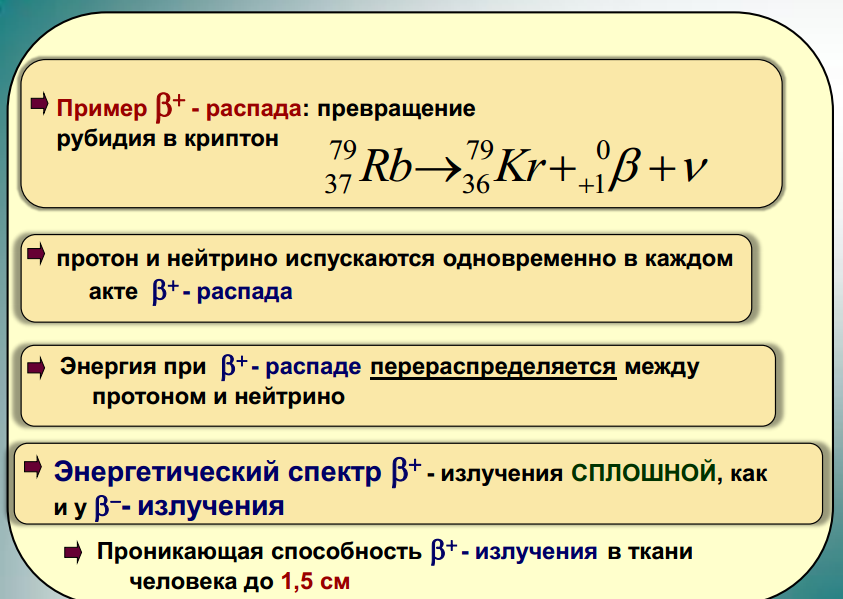 Пример β⁺ - распада: превращение
рубидия в криптон
⁷⁹₃₇Rb→⁷⁹₃₆Kr+⁰₊₁β+ν
протон и нейтрино испускаются одновременно в каждом
акте β⁺ - распада
Энергия при β⁺ - распаде перераспределяется между
протоном и нейтрино
Энергетический спектр β⁺ - излучения СПЛОШНОЙ, как
и у β⁻- излучения
Проникающая способность β⁺ - излучения в ткани
человека до 1,5 см